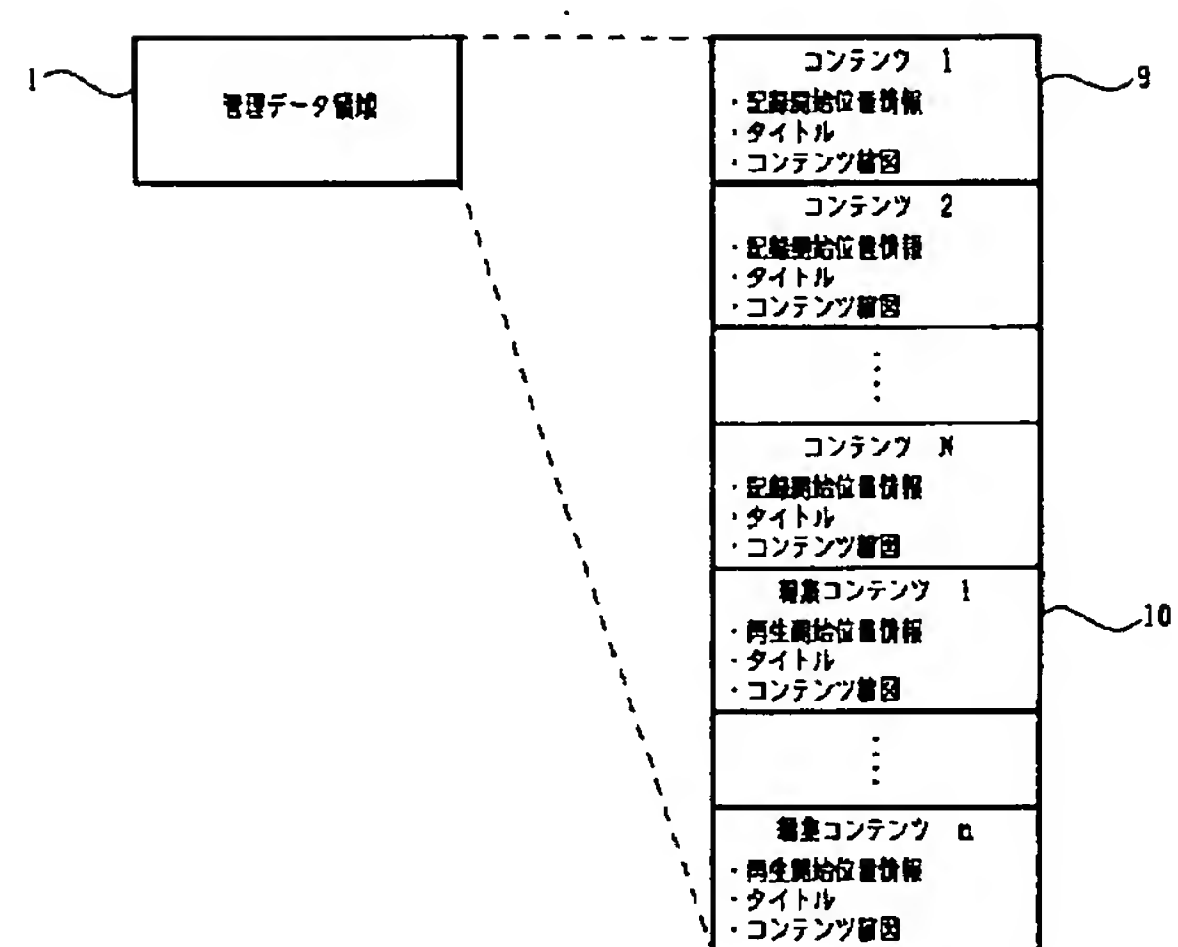 1
管理データ領域
コンテンツ 1
・記録開始位置情報
・タイトル
・コンテンツ縮図
9
コンテンツ 2
・記録開始位置情報
・タイトル
・コンテンツ縮図
コンテンツ N
・記録開始位置情報
・タイトル
・コンテンツ縮図
編集コンテンツ 1
・再生開始位置情報
・タイトル
・コンテンツ縮図
10
編集コンテンツ n
・再生開始位置情報
・タイトル
・コンテンツ縮図